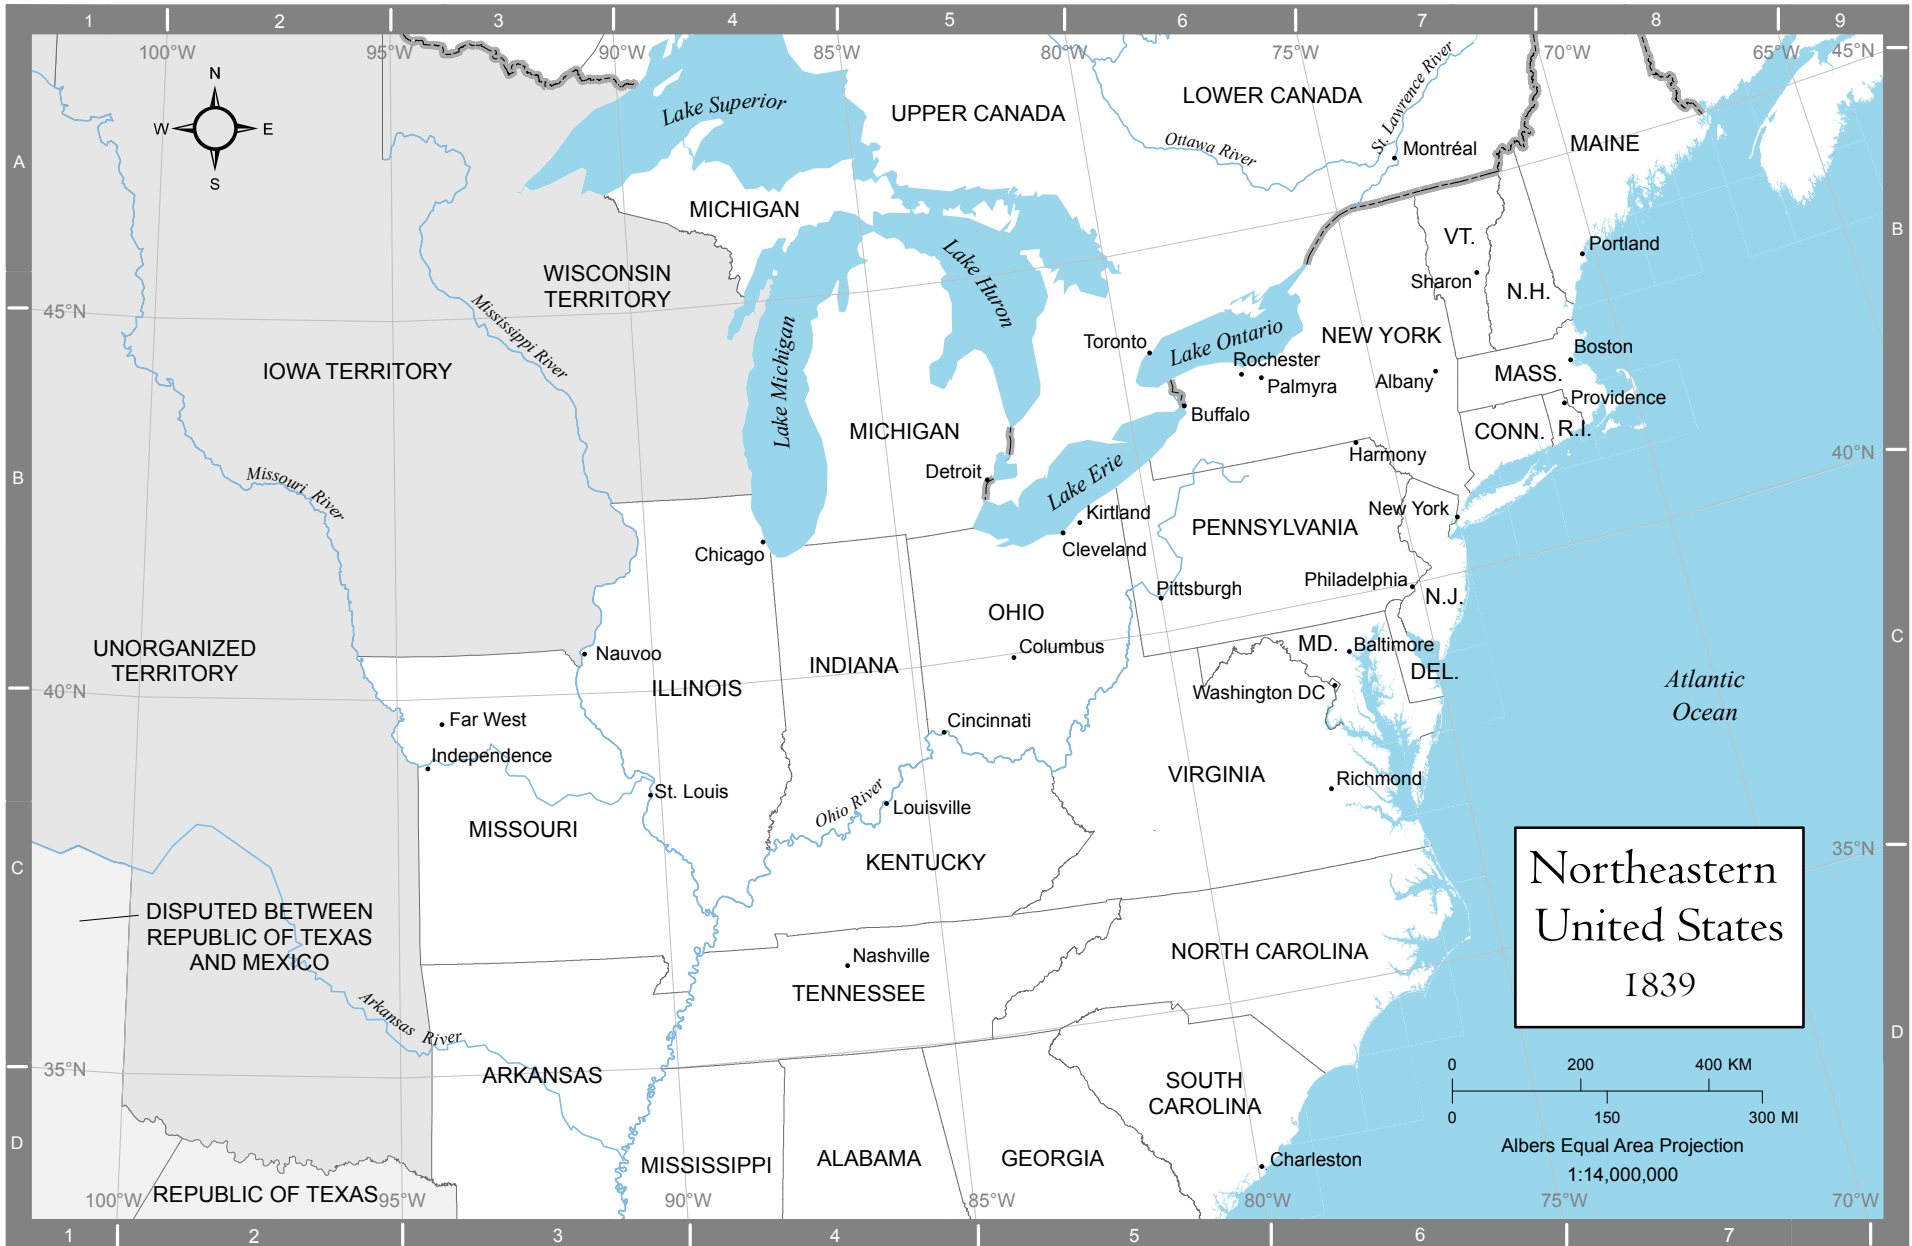 1 2 3 4 5 6 7 8 9
100°W 95°W 90°W 85°W 80°W 75°W 70°W 65°W 45°N
N
W E
S
Lake Superior
UPPER CANADA
LOWER CANADA
St. Lawrence River
Ottawa River
Montréal
MAINE
A
MICHIGAN
B
VT.
Portland
Sharon
N.H.
WISCONSIN
TERRITORY
Lake Huron
45°N
Mississippi River
Lake Michigan
Toronto
Lake Ontario
NEW YORK
Boston
Rochester
IOWA TERRITORY
MASS.
Palmyra
Albany
Providence
Buffalo
MICHIGAN
CONN.
R.I.
40°N
Harmony
Detroit
Lake Erie
B
Missouri River
Kirtland
New York
PENNSYLVANIA
Chicago
Cleveland
Philadelphia
Pittsburgh
N.J.
OHIO
C
UNORGANIZED
TERRITORY
Nauvoo
Columbus
MD.
Baltimore
INDIANA
DEL.
40°N
ILLINOIS
Washington DC
Atlantic
Ocean
Far West
Cincinnati
Independence
VIRGINIA
Richmond
St. Louis
Ohio River
Louisville
MISSOURI
35°N
KENTUCKY
C
Northeastern
United States
1839
DISPUTED BETWEEN
REPUBLIC OF TEXAS
AND MEXICO
NORTH CAROLINA
Nashville
TENNESSEE
Arkansas River
D
35°N
ARKANSAS
SOUTH
CAROLINA
0 200 400 KM
0 150 300 MI
Albers Equal Area Projection
1:14,000,000
D
MISSISSIPPI
ALABAMA
GEORGIA
Charleston
REPUBLIC OF TEXAS
100°W 95°W 90°W 85°W 80°W 75°W 70°W
1 2 3 4 5 6 7